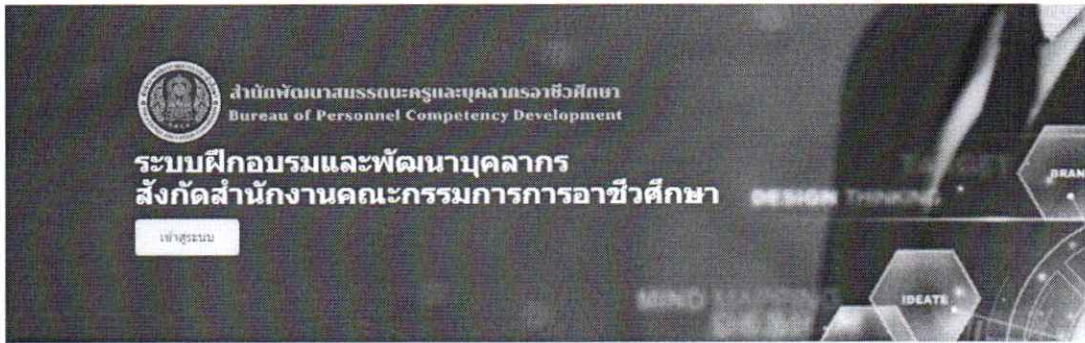 สำนักพัฒนาสมรรถนะครูและบุคลากรอาชีวศึกษา
Bureau of Personnel Competency Development
ระบบฝึกอบรมและพัฒนาบุคลากร
สังกัดสำนักงานคณะกรรมการการอาชีวศึกษา
เข้าสู่ระบบ
TARGET
BRAN
DESIGN THINKING
MIND MAPPING
IDEATE